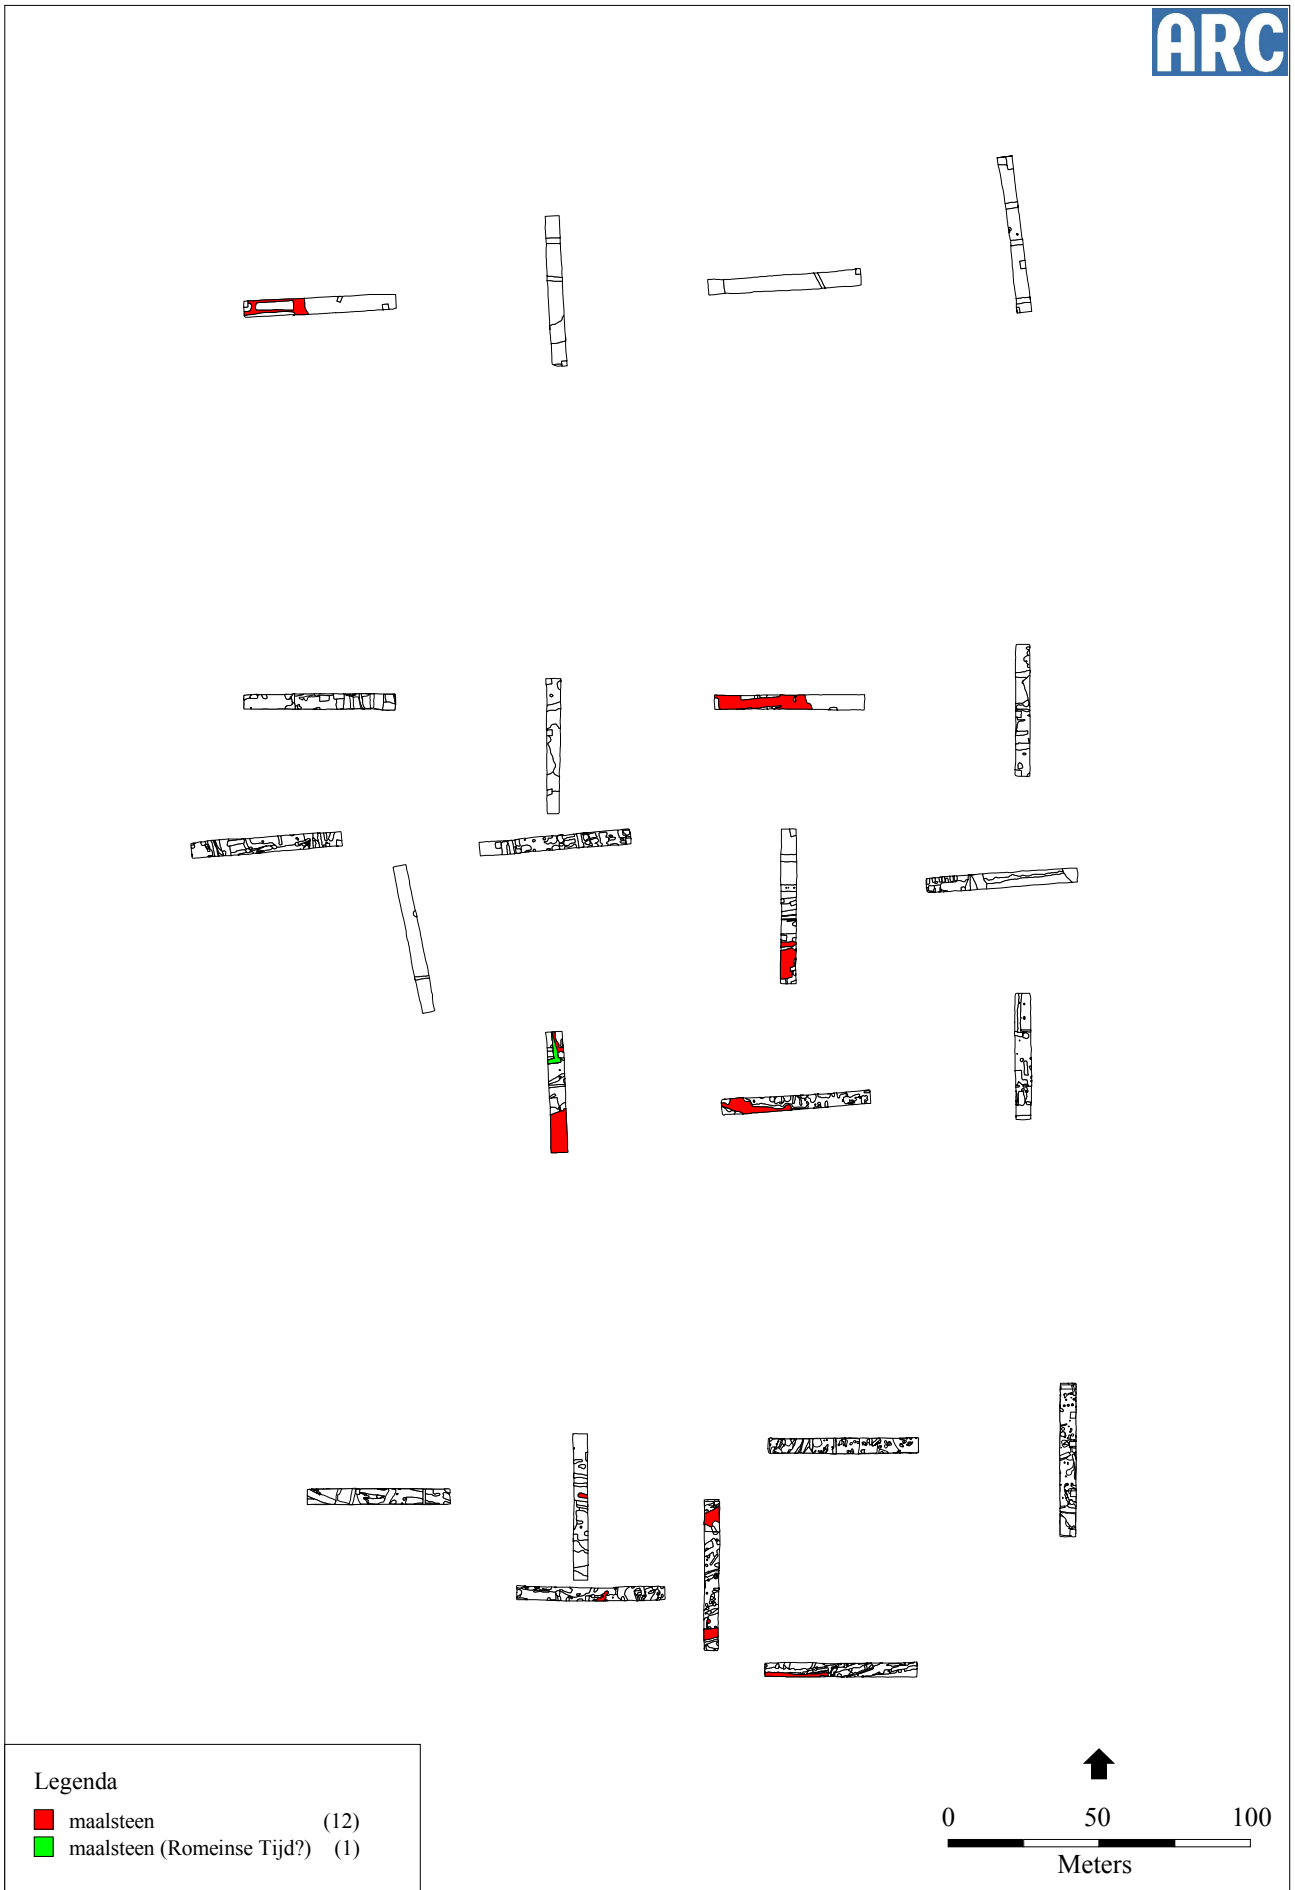 ARC
Legenda
maalsteen (12)
maalsteen (Romeinse Tijd?) (1)
0 50 100
Meters